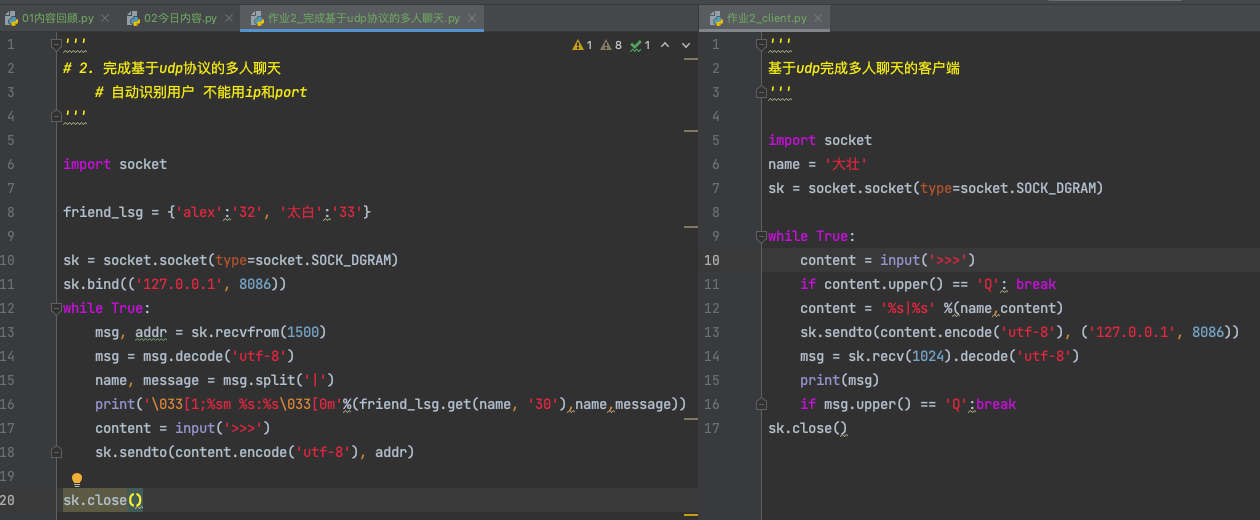 01内容回顾.py
02今日内容.py
作业2_完成基于udp协议的多人聊天.py
1 8 1
1 '''
2 # 2. 完成基于udp协议的多人聊天
3     # 自动识别用户 不能用ip和port
4 '''
5
6 import socket
7
8 friend_lsg = {'alex':'32', '太白':'33'}
9
10 sk = socket.socket(type=socket.SOCK_DGRAM)
11 sk.bind(('127.0.0.1', 8086))
12 while True:
13     msg, addr = sk.recvfrom(1500)
14     msg = msg.decode('utf-8')
15     name, message = msg.split('|')
16     print('\033[1;%sm %s:%s\033[0m'%(friend_lsg.get(name, '30'),name,message))
17     content = input('>>>')
18     sk.sendto(content.encode('utf-8'), addr)
19
20 sk.close()
作业2_client.py
1 '''
2 基于udp完成多人聊天的客户端
3 '''
4
5 import socket
6 name = '大壮'
7 sk = socket.socket(type=socket.SOCK_DGRAM)
8
9 while True:
10     content = input('>>>')
11     if content.upper() == 'Q': break
12     content = '%s|%s' %(name,content)
13     sk.sendto(content.encode('utf-8'), ('127.0.0.1', 8086))
14     msg = sk.recv(1024).decode('utf-8')
15     print(msg)
16     if msg.upper() == 'Q':break
17 sk.close()